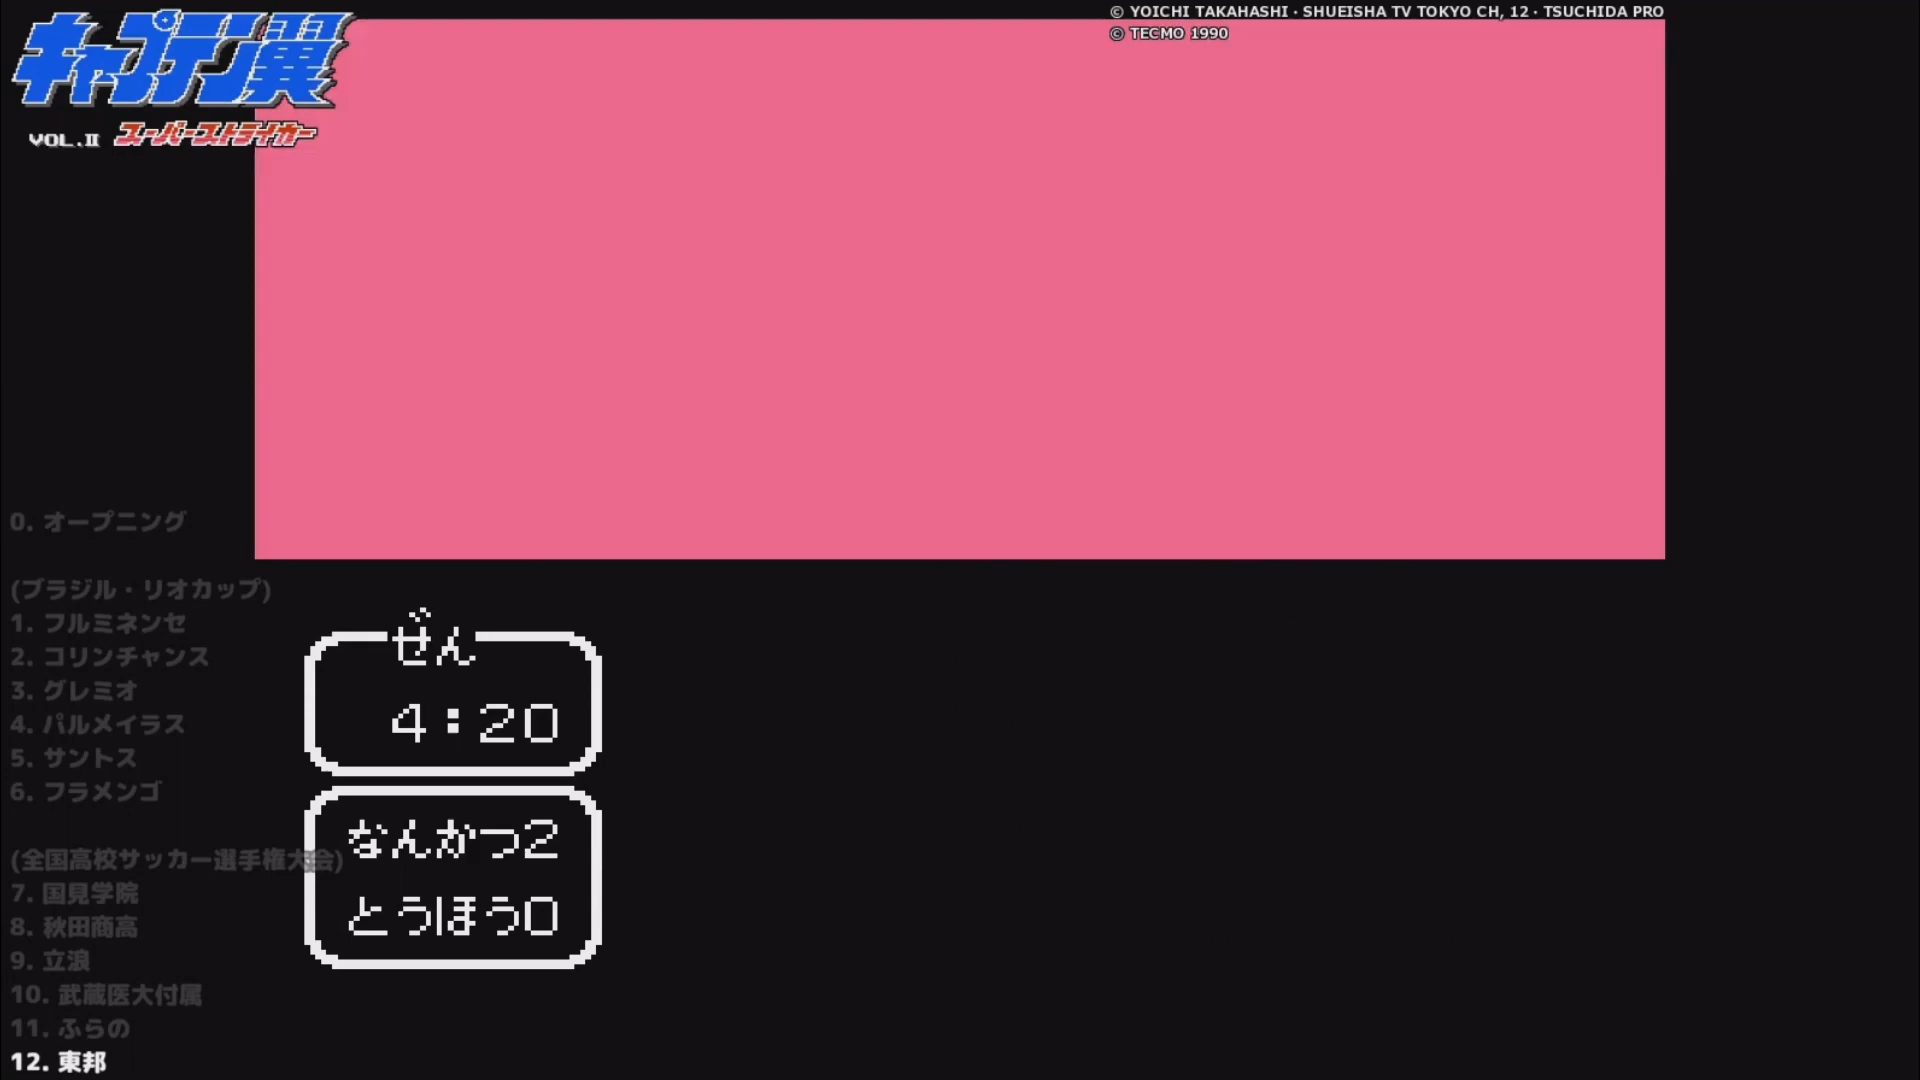 キャプテン翼
VOL.II スーパーストライカー
© YOICHI TAKAHASHI · SHUEISHA TV TOKYO CH, 12 · TSUCHIDA PRO
© TECMO 1990
0. オープニング
(ブラジル・リオカップ)
1. フルミネンセ
2. コリンチャンス
3. グレミオ
4. パルメイラス
5. サントス
6. フラメンゴ
(全国高校サッカー選手権大会)
7. 国見学院
8. 秋田商高
9. 立浪
10. 武蔵医大付属
11. ふらの
12. 東邦
ぜん
4:20
なんかつ2
とうほう0